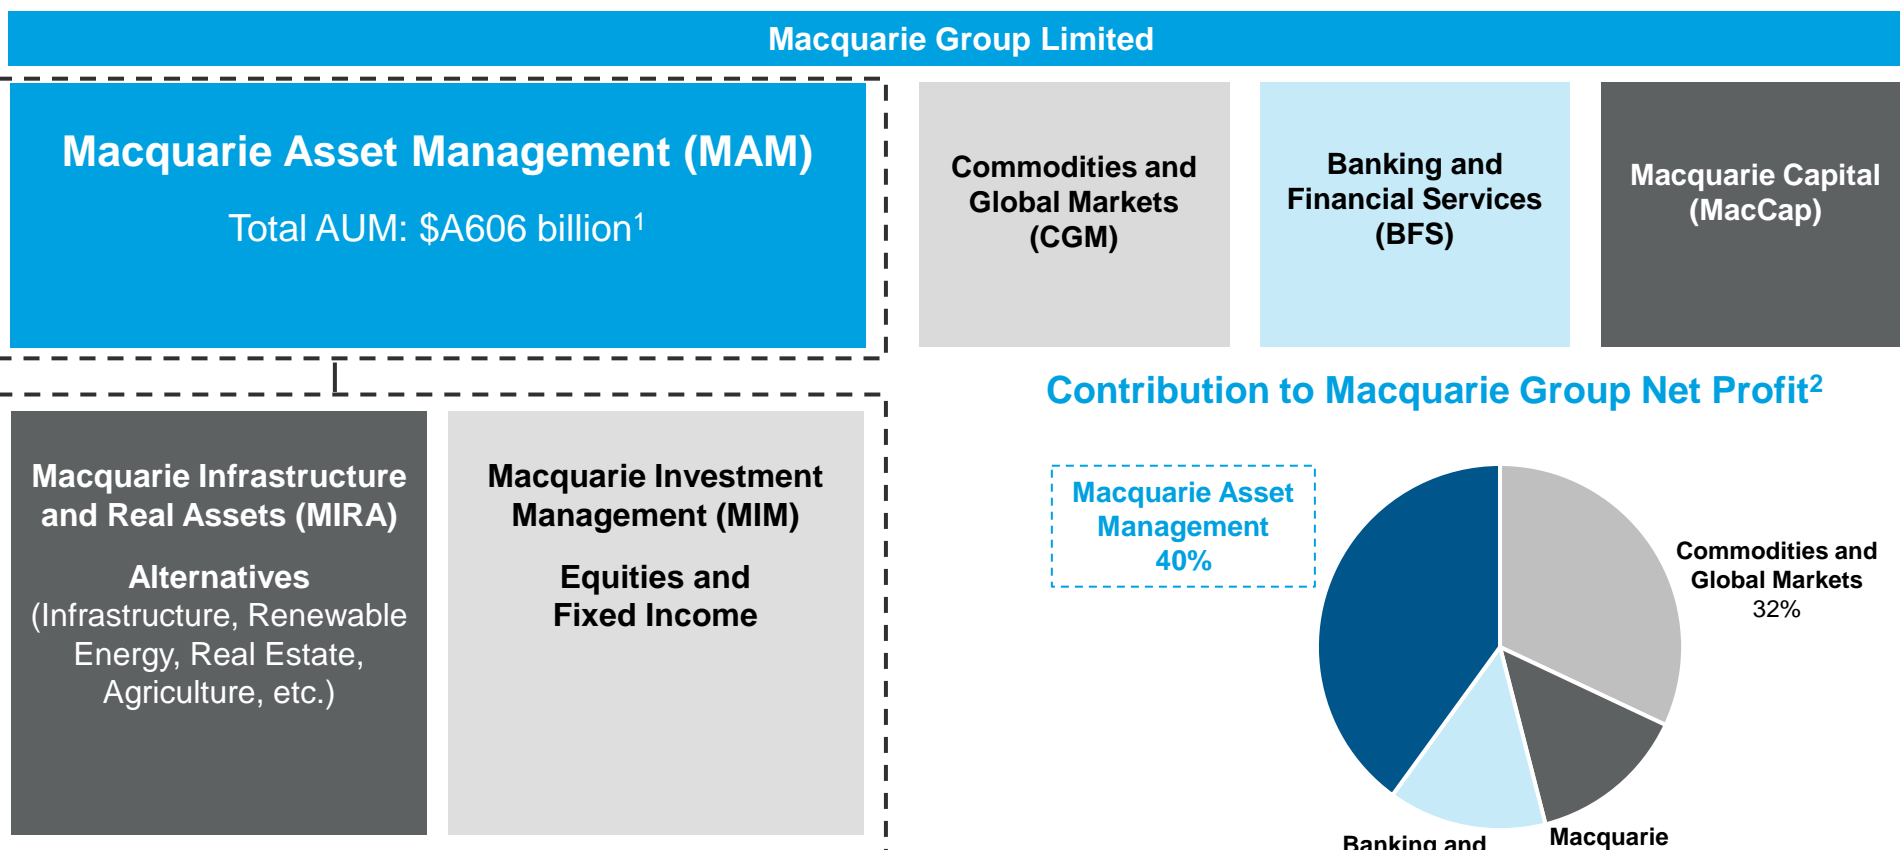 Macquarie Group Limited
Macquarie Asset Management (MAM)
Total AUM: $A606 billion¹
Commodities and
Global Markets
(CGM)
Banking and
Financial Services
(BFS)
Macquarie Capital
(MacCap)
Macquarie Infrastructure
and Real Assets (MIRA)
Alternatives
(Infrastructure, Renewable
Energy, Real Estate,
Agriculture, etc.)
Macquarie Investment
Management (MIM)
Equities and
Fixed Income
Contribution to Macquarie Group Net Profit²
Macquarie Asset
Management
40%
Commodities and
Global Markets
32%
Banking and
Macquarie